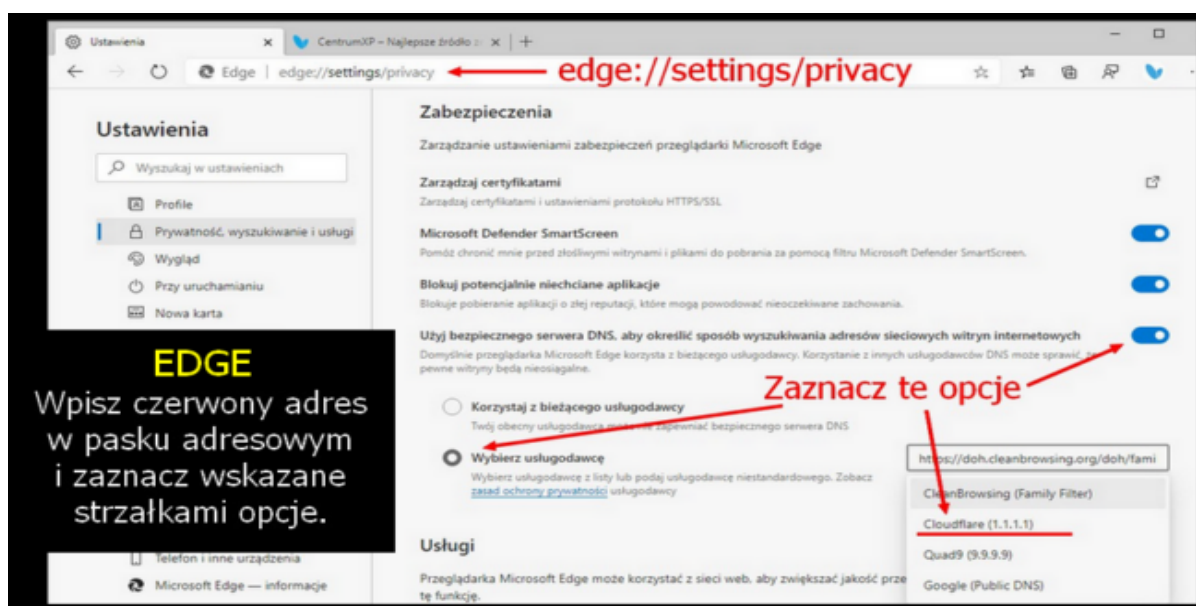 Ustawienia
CentrumXP – Najlepsze źródło z
Edge | edge://settings/privacy
edge://settings/privacy
Ustawienia
Wyszukaj w ustawieniach
Profile
Prywatność, wyszukiwanie i usługi
Wygląd
Przy uruchamianiu
Nowa karta
EDGE
Wpisz czerwony adres
w pasku adresowym
i zaznacz wskazane
strzałkami opcje.
Telefon i inne urządzenia
Microsoft Edge — informacje
Zabezpieczenia
Zarządzanie ustawieniami zabezpieczeń przeglądarki Microsoft Edge
Zarządzaj certyfikatami
Zarządzaj certyfikatami i ustawieniami protokołu HTTPS/SSL
Microsoft Defender SmartScreen
Pomóż chronić mnie przed złośliwymi witrynami i plikami do pobrania za pomocą filtru Microsoft Defender SmartScreen.
Blokuj potencjalnie niechciane aplikacje
Blokuje pobieranie aplikacji o złej reputacji, które mogą powodować nieoczekiwane zachowania.
Użyj bezpiecznego serwera DNS, aby określić sposób wyszukiwania adresów sieciowych witryn internetowych
Domyślnie przeglądarka Microsoft Edge korzysta z bieżącego usługodawcy. Korzystanie z innych usługodawców DNS może sprawić, że
pewne witryny będą nieosiągalne.
Zaznacz te opcje
Korzystaj z bieżącego usługodawcy
Twój obecny usługodawca może nie zapewniać bezpiecznego serwera DNS
Wybierz usługodawcę
Wybierz usługodawcę z listy lub podaj usługodawcę niestandardowego. Zobacz
zasad ochrony prywatności usługodawcy
https://doh.cleanbrowsing.org/doh/fami
CleanBrowsing (Family Filter)
Cloudflare (1.1.1.1)
Quad9 (9.9.9.9)
Google (Public DNS)
Usługi
Przeglądarka Microsoft Edge może korzystać z sieci web, aby zwiększać jakość prze
tę funkcję.